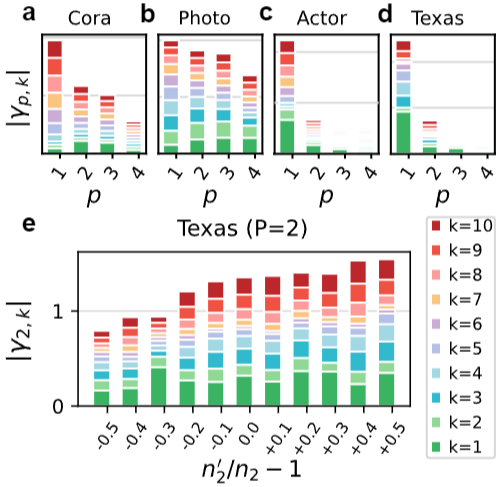 a Cora b Photo c Actor d Texas
|γp, k|
1 2 3 4 1 2 3 4 1 2 3 4 1 2 3 4
p p p p
e Texas (P=2)
|γ2, k|
1
0
-0.5 -0.4 -0.3 -0.2 -0.1 0.0 +0.1 +0.2 +0.3 +0.4 +0.5
n′2/n2 − 1
k=10
k=9
k=8
k=7
k=6
k=5
k=4
k=3
k=2
k=1